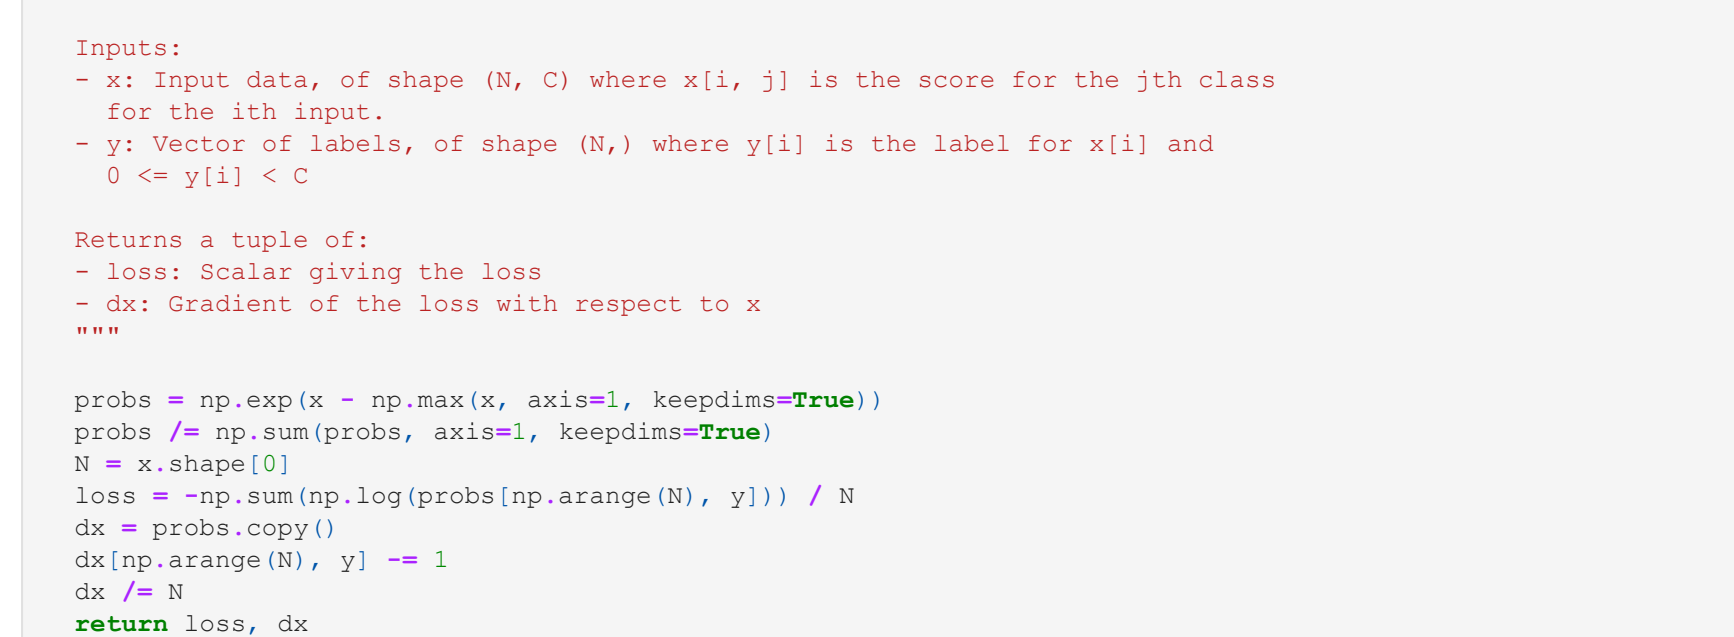 Inputs:
- x: Input data, of shape (N, C) where x[i, j] is the score for the jth class
  for the ith input.
- y: Vector of labels, of shape (N,) where y[i] is the label for x[i] and
  0 <= y[i] < C
Returns a tuple of:
- loss: Scalar giving the loss
- dx: Gradient of the loss with respect to x
"""
probs = np.exp(x - np.max(x, axis=1, keepdims=True))
probs /= np.sum(probs, axis=1, keepdims=True)
N = x.shape[0]
loss = -np.sum(np.log(probs[np.arange(N), y])) / N
dx = probs.copy()
dx[np.arange(N), y] -= 1
dx /= N
return loss, dx